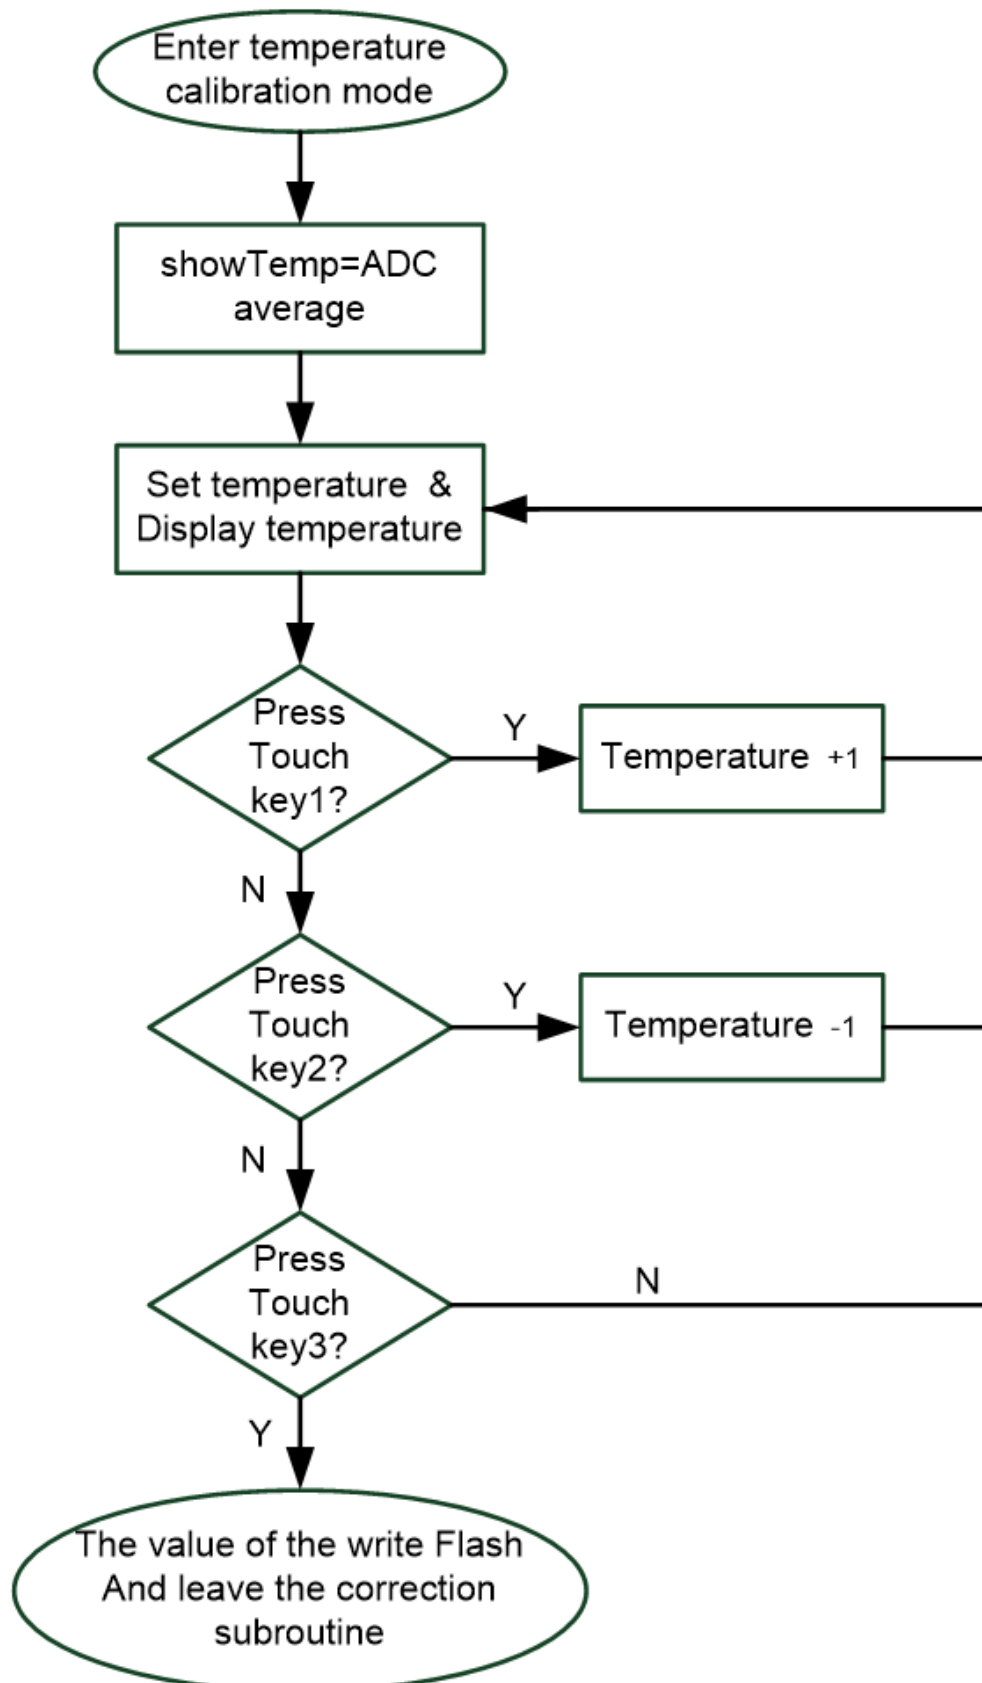 Enter temperature
calibration mode
showTemp=ADC
average
Set temperature &
Display temperature
Press
Touch
key1?
Y
Temperature +1
N
Press
Touch
key2?
Y
Temperature -1
N
Press
Touch
key3?
N
Y
The value of the write Flash
And leave the correction
subroutine